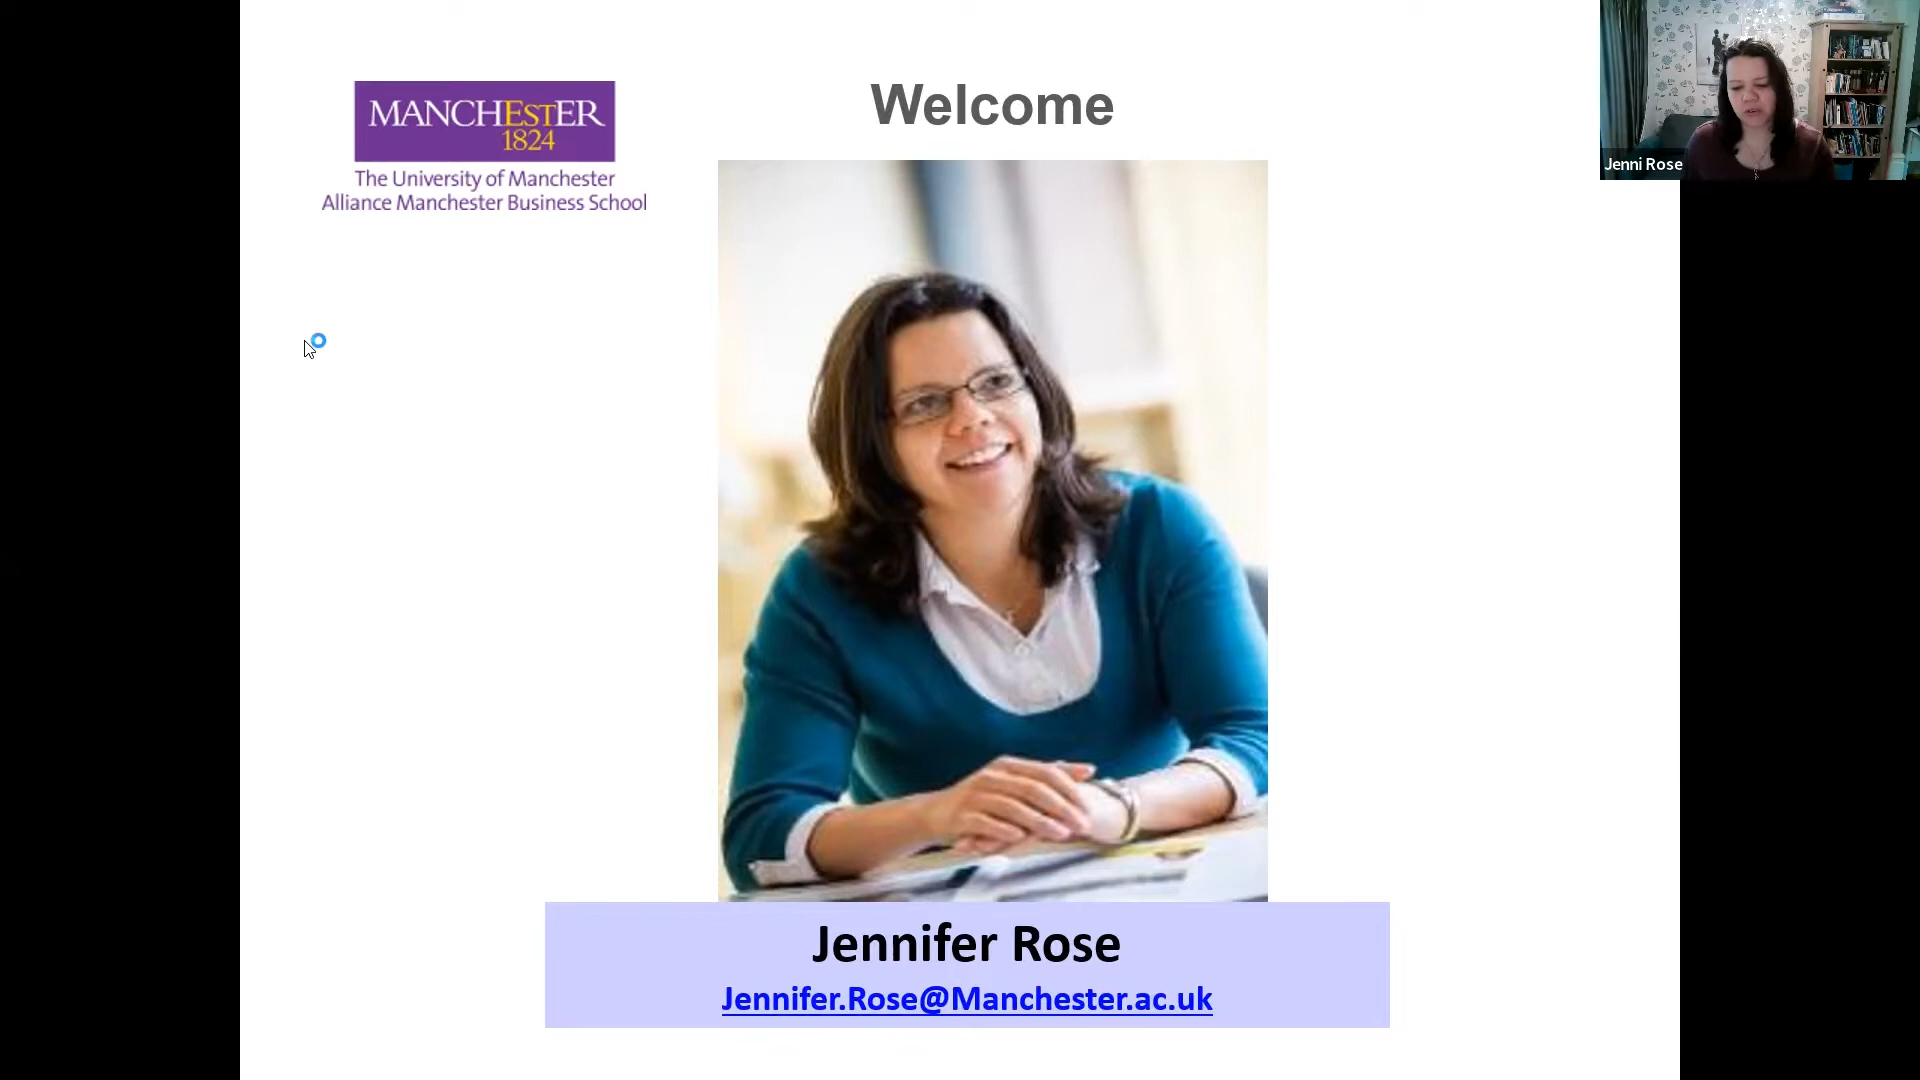 Welcome
MANCHESTER
1824
The University of Manchester
Alliance Manchester Business School
Jenni Rose
Jennifer Rose
Jennifer.Rose@Manchester.ac.uk